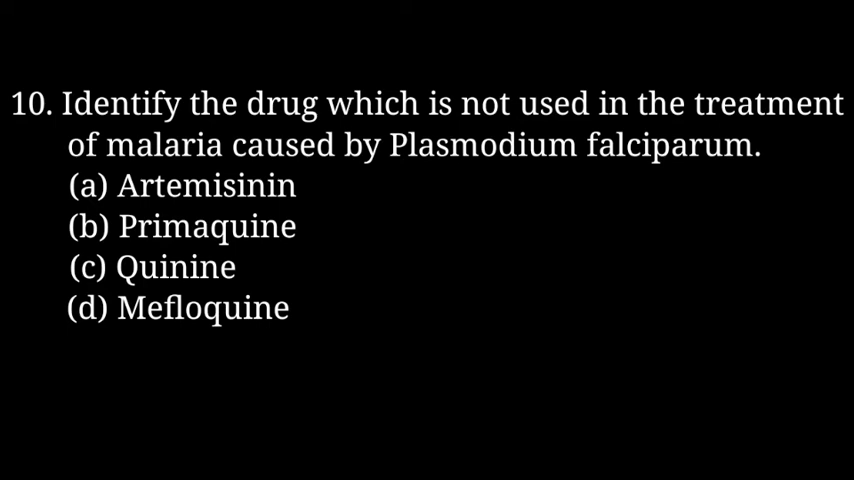 10. Identify the drug which is not used in the treatment
of malaria caused by Plasmodium falciparum.
(a) Artemisinin
(b) Primaquine
(c) Quinine
(d) Mefloquine